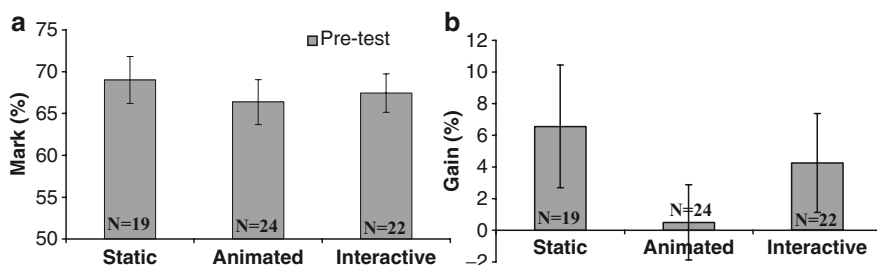 a
Mark (%)
75
70
65
60
55
50
Pre-test
N=19
N=24
N=22
Static
Animated
Interactive
b
Gain (%)
12
10
8
6
4
2
0
–2
N=19
N=24
N=22
Static
Animated
Interactive